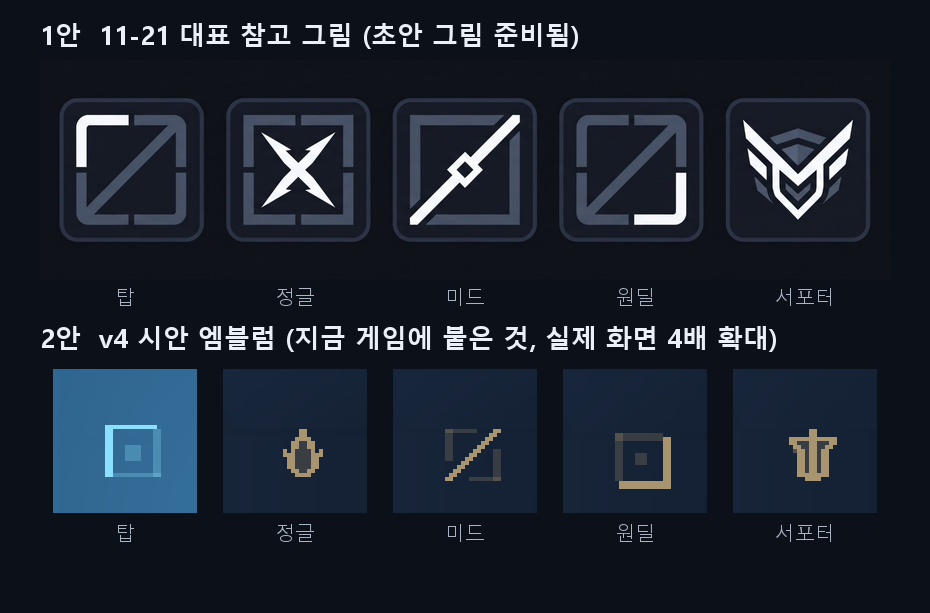 1안  11-21 대표 참고 그림 (초안 그림 준비됨)
탑 정글 미드 원딜 서포터
2안  v4 시안 엠블럼 (지금 게임에 붙은 것, 실제 화면 4배 확대)
탑 정글 미드 원딜 서포터